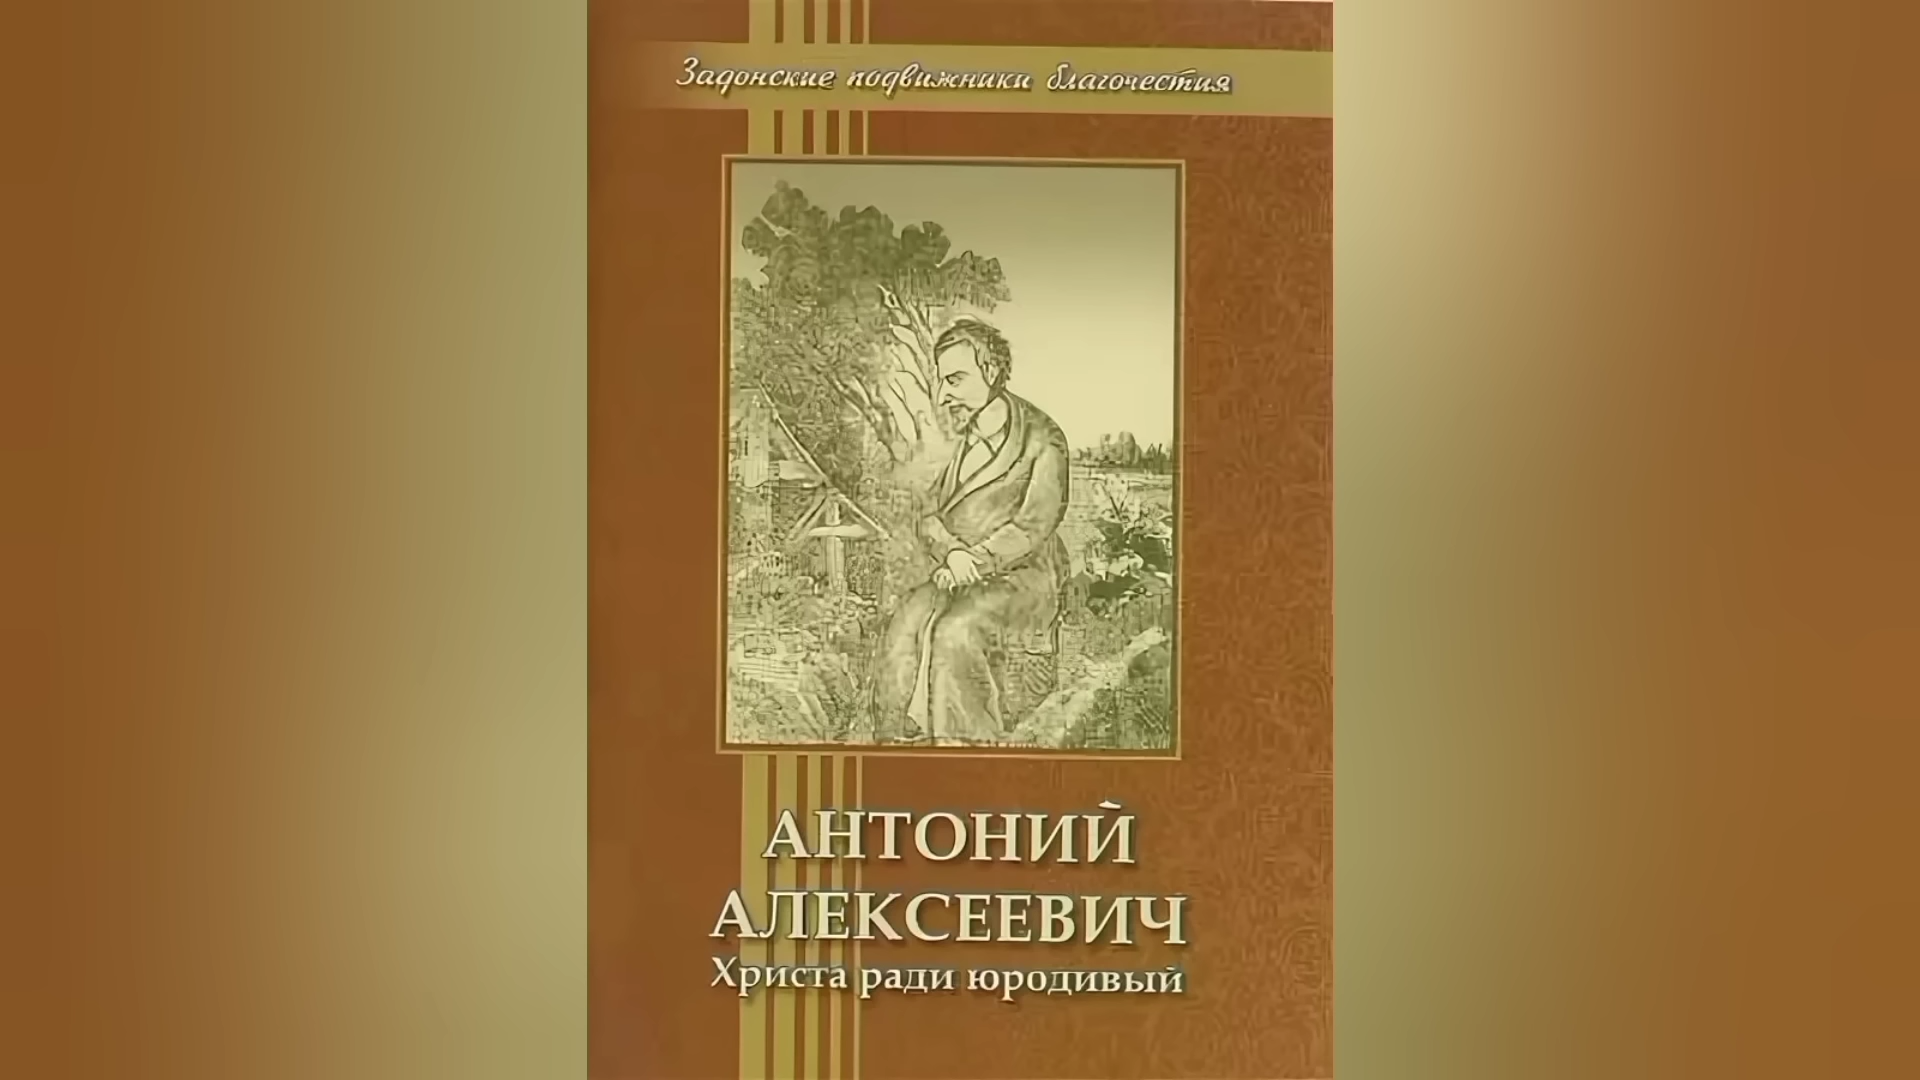 Задонские подвижники благочестия
АНТОНИЙ
АЛЕКСЕЕВИЧ
Христа ради юродивый